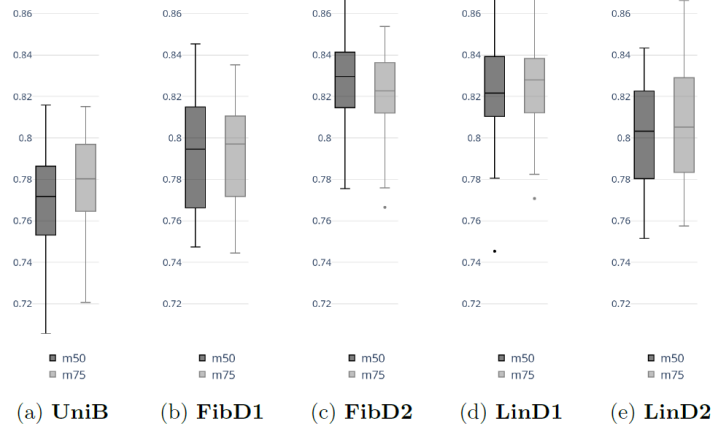 0.86 0.86 0.86 0.86 0.86
0.84 0.84 0.84 0.84 0.84
0.82 0.82 0.82 0.82 0.82
0.8 0.8 0.8 0.8 0.8
0.78 0.78 0.78 0.78 0.78
0.76 0.76 0.76 0.76 0.76
0.74 0.74 0.74 0.74 0.74
0.72 0.72 0.72 0.72 0.72
m50 m50 m50 m50 m50
m75 m75 m75 m75 m75
(a) UniB (b) FibD1 (c) FibD2 (d) LinD1 (e) LinD2